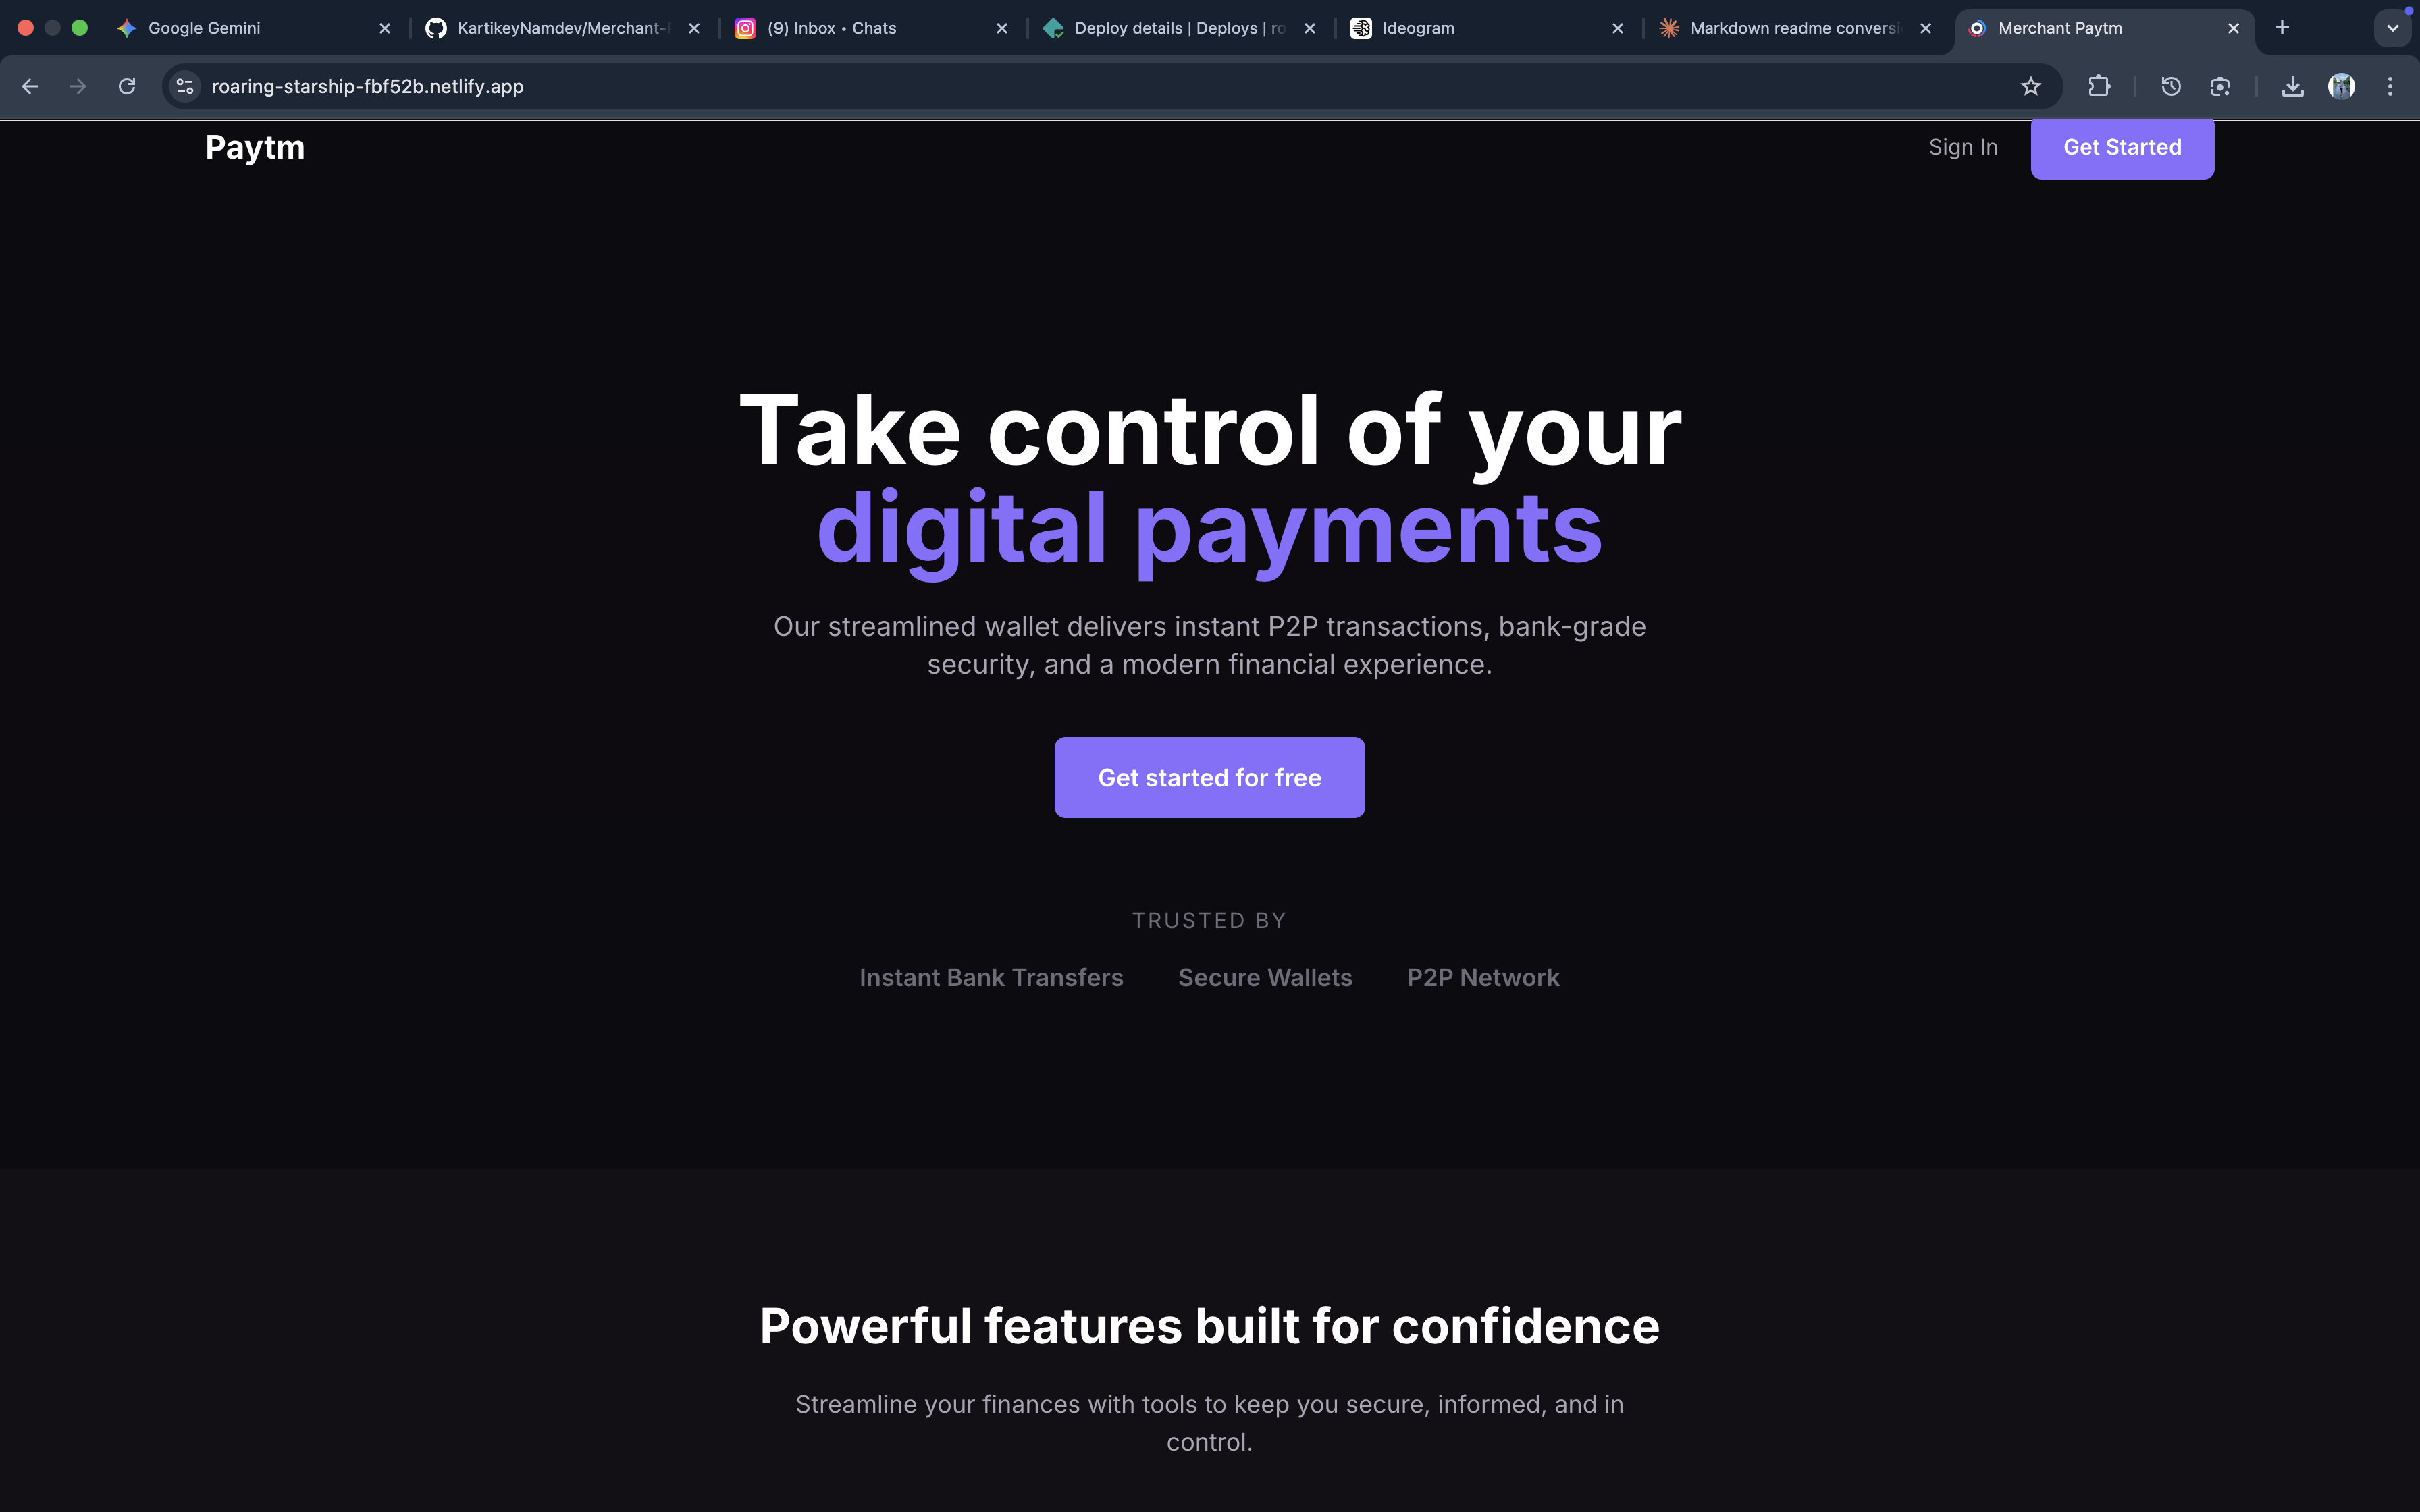 Google Gemini
KartikeyNamdev/Merchant-
(9) Inbox • Chats
Deploy details | Deploys | ro
Ideogram
Markdown readme conversi
Merchant Paytm
roaring-starship-fbf52b.netlify.app
Paytm
Sign In
Get Started
Take control of your
digital payments
Our streamlined wallet delivers instant P2P transactions, bank-grade
security, and a modern financial experience.
Get started for free
TRUSTED BY
Instant Bank Transfers
Secure Wallets
P2P Network
Powerful features built for confidence
Streamline your finances with tools to keep you secure, informed, and in
control.